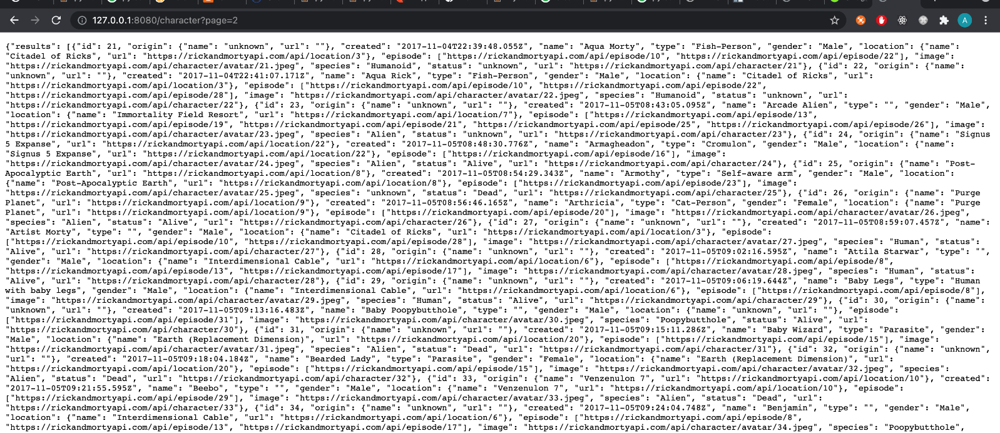 127.0.0.1:8080/character?page=2
A
{"results": [{"id": 21, "origin": {"name": "unknown", "url": ""}, "created": "2017-11-04T22:39:48.055Z", "name": "Aqua Morty", "type": "Fish-Person", "gender": "Male", "location": {"name":
"Citadel of Ricks", "url": "https://rickandmortyapi.com/api/location/3"}, "episode": ["https://rickandmortyapi.com/api/episode/10", "https://rickandmortyapi.com/api/episode/22"], "image":
"https://rickandmortyapi.com/api/character/avatar/21.jpeg", "species": "Humanoid", "status": "unknown", "url": "https://rickandmortyapi.com/api/character/21"}, {"id": 22, "origin": {"name":
"unknown", "url": ""}, "created": "2017-11-04T22:41:07.171Z", "name": "Aqua Rick", "type": "Fish-Person", "gender": "Male", "location": {"name": "Citadel of Ricks", "url":
"https://rickandmortyapi.com/api/location/3"}, "episode": ["https://rickandmortyapi.com/api/episode/10", "https://rickandmortyapi.com/api/episode/22",
"https://rickandmortyapi.com/api/episode/28"], "image": "https://rickandmortyapi.com/api/character/avatar/22.jpeg", "species": "Humanoid", "status": "unknown", "url":
"https://rickandmortyapi.com/api/character/22"}, {"id": 23, "origin": {"name": "unknown", "url": ""}, "created": "2017-11-05T08:43:05.095Z", "name": "Arcade Alien", "type": "", "gender": "Male",
"location": {"name": "Immortality Field Resort", "url": "https://rickandmortyapi.com/api/location/7"}, "episode": ["https://rickandmortyapi.com/api/episode/13",
"https://rickandmortyapi.com/api/episode/19", "https://rickandmortyapi.com/api/episode/21", "https://rickandmortyapi.com/api/episode/25", "https://rickandmortyapi.com/api/episode/26"], "image":
"https://rickandmortyapi.com/api/character/avatar/23.jpeg", "species": "Alien", "status": "unknown", "url": "https://rickandmortyapi.com/api/character/23"}, {"id": 24, "origin": {"name": "Signus
5 Expanse", "url": "https://rickandmortyapi.com/api/location/22"}, "created": "2017-11-05T08:48:30.776Z", "name": "Armagheadon", "type": "Cromulon", "gender": "Male", "location": {"name":
"Signus 5 Expanse", "url": "https://rickandmortyapi.com/api/location/22"}, "episode": ["https://rickandmortyapi.com/api/episode/16"], "image":
"https://rickandmortyapi.com/api/character/avatar/24.jpeg", "species": "Alien", "status": "Alive", "url": "https://rickandmortyapi.com/api/character/24"}, {"id": 25, "origin": {"name": "Post-
Apocalyptic Earth", "url": "https://rickandmortyapi.com/api/location/8"}, "created": "2017-11-05T08:54:29.343Z", "name": "Armothy", "type": "Self-aware arm", "gender": "Male", "location":
{"name": "Post-Apocalyptic Earth", "url": "https://rickandmortyapi.com/api/location/8"}, "episode": ["https://rickandmortyapi.com/api/episode/23"], "image":
"https://rickandmortyapi.com/api/character/avatar/25.jpeg", "species": "unknown", "status": "Dead", "url": "https://rickandmortyapi.com/api/character/25"}, {"id": 26, "origin": {"name": "Purge
Planet", "url": "https://rickandmortyapi.com/api/location/9"}, "created": "2017-11-05T08:56:46.165Z", "name": "Arthricia", "type": "Cat-Person", "gender": "Female", "location": {"name": "Purge
Planet", "url": "https://rickandmortyapi.com/api/location/9"}, "episode": ["https://rickandmortyapi.com/api/episode/20"], "image": "https://rickandmortyapi.com/api/character/avatar/26.jpeg",
"species": "Alien", "status": "Alive", "url": "https://rickandmortyapi.com/api/character/26"}, {"id": 27, "origin": {"name": "unknown", "url": ""}, "created": "2017-11-05T08:59:07.457Z", "name":
"Artist Morty", "type": "", "gender": "Male", "location": {"name": "Citadel of Ricks", "url": "https://rickandmortyapi.com/api/location/3"}, "episode":
["https://rickandmortyapi.com/api/episode/10", "https://rickandmortyapi.com/api/episode/28"], "image": "https://rickandmortyapi.com/api/character/avatar/27.jpeg", "species": "Human", "status":
"Alive", "url": "https://rickandmortyapi.com/api/character/27"}, {"id": 28, "origin": {"name": "unknown", "url": ""}, "created": "2017-11-05T09:02:16.595Z", "name": "Attila Starwar", "type": "",
"gender": "Male", "location": {"name": "Interdimensional Cable", "url": "https://rickandmortyapi.com/api/location/6"}, "episode": ["https://rickandmortyapi.com/api/episode/8",
"https://rickandmortyapi.com/api/episode/13", "https://rickandmortyapi.com/api/episode/17"], "image": "https://rickandmortyapi.com/api/character/avatar/28.jpeg", "species": "Human", "status":
"Alive", "url": "https://rickandmortyapi.com/api/character/28"}, {"id": 29, "origin": {"name": "unknown", "url": ""}, "created": "2017-11-05T09:06:19.644Z", "name": "Baby Legs", "type": "Human
with baby legs", "gender": "Male", "location": {"name": "Interdimensional Cable", "url": "https://rickandmortyapi.com/api/location/6"}, "episode": ["https://rickandmortyapi.com/api/episode/8"],
"image": "https://rickandmortyapi.com/api/character/avatar/29.jpeg", "species": "Human", "status": "Alive", "url": "https://rickandmortyapi.com/api/character/29"}, {"id": 30, "origin": {"name":
"unknown", "url": ""}, "created": "2017-11-05T09:13:16.483Z", "name": "Baby Poopybutthole", "type": "", "gender": "Male", "location": {"name": "unknown", "url": ""}, "episode":
["https://rickandmortyapi.com/api/episode/31"], "image": "https://rickandmortyapi.com/api/character/avatar/30.jpeg", "species": "Poopybutthole", "status": "Alive", "url":
"https://rickandmortyapi.com/api/character/30"}, {"id": 31, "origin": {"name": "unknown", "url": ""}, "created": "2017-11-05T09:15:11.286Z", "name": "Baby Wizard", "type": "Parasite", "gender":
"Male", "location": {"name": "Earth (Replacement Dimension)", "url": "https://rickandmortyapi.com/api/location/20"}, "episode": ["https://rickandmortyapi.com/api/episode/15"], "image":
"https://rickandmortyapi.com/api/character/avatar/31.jpeg", "species": "Alien", "status": "Dead", "url": "https://rickandmortyapi.com/api/character/31"}, {"id": 32, "origin": {"name": "unknown",
"url": ""}, "created": "2017-11-05T09:18:04.184Z", "name": "Bearded Lady", "type": "Parasite", "gender": "Female", "location": {"name": "Earth (Replacement Dimension)", "url":
"https://rickandmortyapi.com/api/location/20"}, "episode": ["https://rickandmortyapi.com/api/episode/15"], "image": "https://rickandmortyapi.com/api/character/avatar/32.jpeg", "species":
"Alien", "status": "Dead", "url": "https://rickandmortyapi.com/api/character/32"}, {"id": 33, "origin": {"name": "Venzenulon 7", "url": "https://rickandmortyapi.com/api/location/10"}, "created":
"2017-11-05T09:21:55.595Z", "name": "Beebo", "type": "", "gender": "Male", "location": {"name": "Venzenulon 7", "url": "https://rickandmortyapi.com/api/location/10"}, "episode":
["https://rickandmortyapi.com/api/episode/29"], "image": "https://rickandmortyapi.com/api/character/avatar/33.jpeg", "species": "Alien", "status": "Dead", "url":
"https://rickandmortyapi.com/api/character/33"}, {"id": 34, "origin": {"name": "unknown", "url": ""}, "created": "2017-11-05T09:24:04.748Z", "name": "Benjamin", "type": "", "gender": "Male",
"location": {"name": "Interdimensional Cable", "url": "https://rickandmortyapi.com/api/location/6"}, "episode": ["https://rickandmortyapi.com/api/episode/8",
"https://rickandmortyapi.com/api/episode/13", "https://rickandmortyapi.com/api/episode/17"], "image": "https://rickandmortyapi.com/api/character/avatar/34.jpeg", "species": "Poopybutthole",